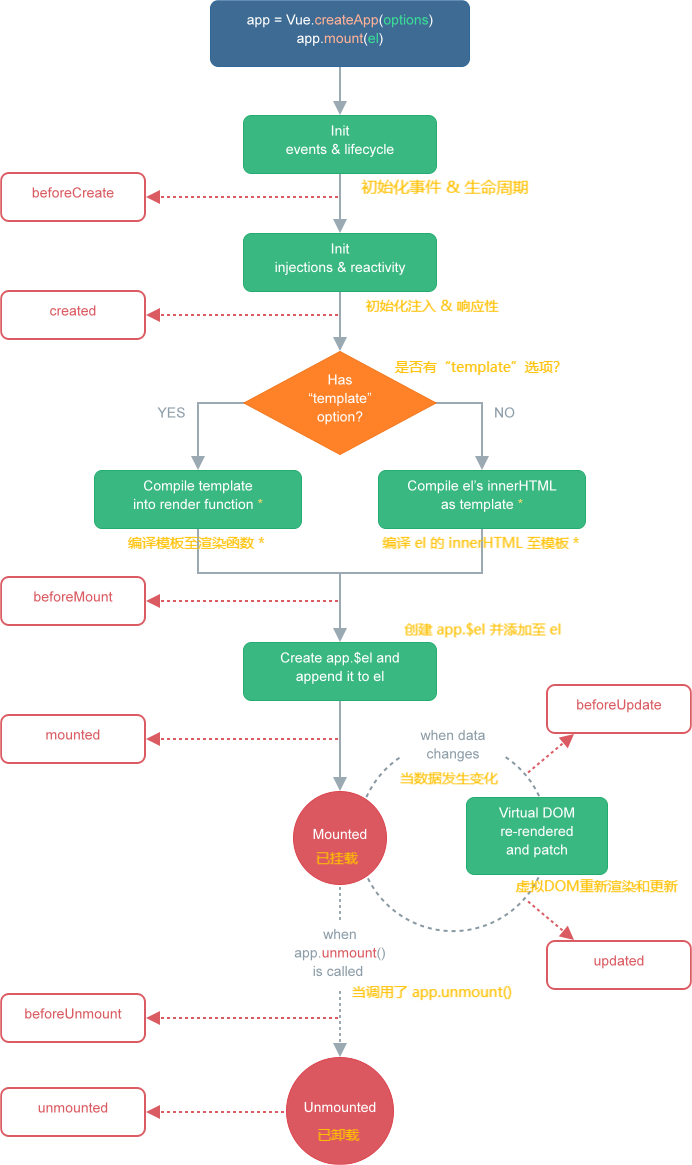 app = Vue.createApp(options)
app.mount(el)
Init
events & lifecycle
beforeCreate
初始化事件 & 生命周期
Init
injections & reactivity
created
初始化注入 & 响应性
是否有“template”选项?
Has
“template”
option?
YES
NO
Compile template
into render function *
Compile el’s innerHTML
as template *
编译模板至渲染函数 *
编译 el 的 innerHTML 至模板 *
beforeMount
创建 app.$el 并添加至 el
Create app.$el and
append it to el
mounted
beforeUpdate
when data
changes
当数据发生变化
Virtual DOM
re-rendered
and patch
Mounted
已挂载
虚拟DOM重新渲染和更新
when
app.unmount()
is called
updated
当调用了 app.unmount()
beforeUnmount
unmounted
Unmounted
已卸载